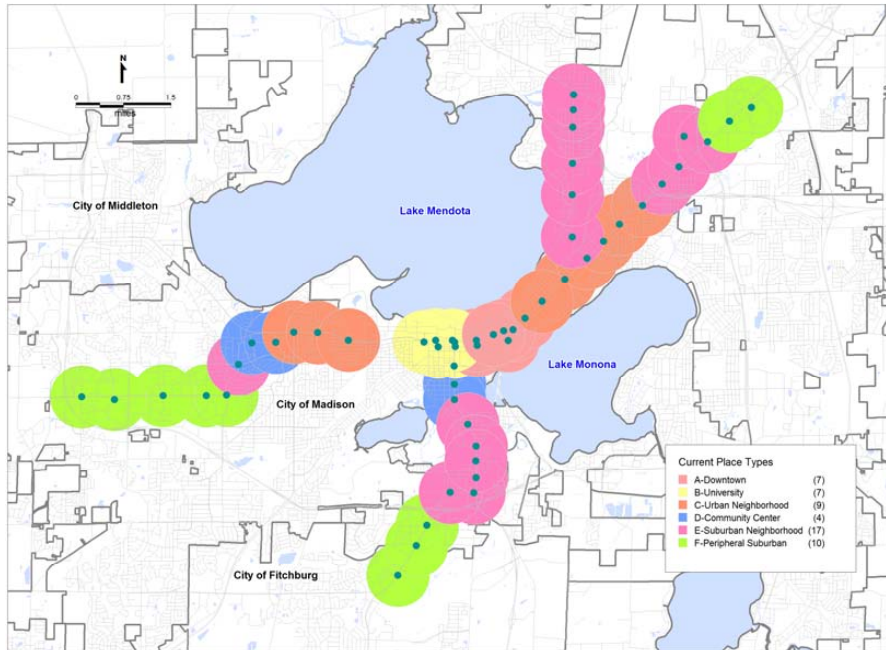 N
0 0.75 1.5
miles
City of Middleton
Lake Mendota
Lake Monona
City of Madison
City of Fitchburg
Current Place Types
A-Downtown (7)
B-University (7)
C-Urban Neighborhood (9)
D-Community Center (4)
E-Suburban Neighborhood (17)
F-Peripheral Suburban (10)